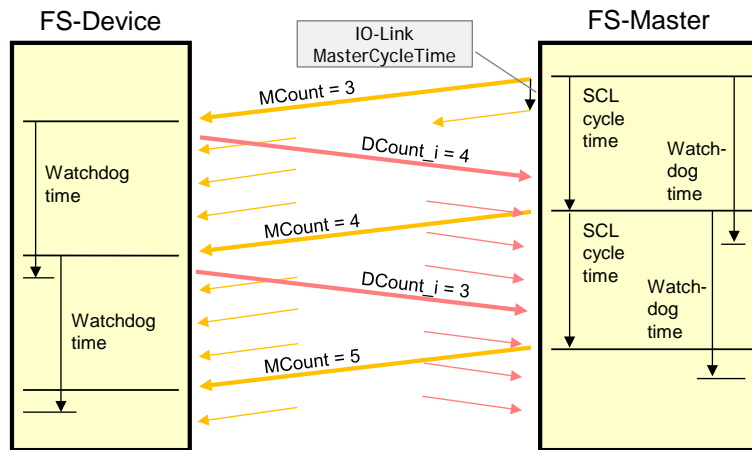 FS-Device
FS-Master
IO-Link
MasterCycleTime
MCount = 3
SCL
cycle
time
DCount_i = 4
Watch-
dog
time
Watchdog
time
MCount = 4
SCL
cycle
time
DCount_i = 3
Watch-
dog
time
Watchdog
time
MCount = 5